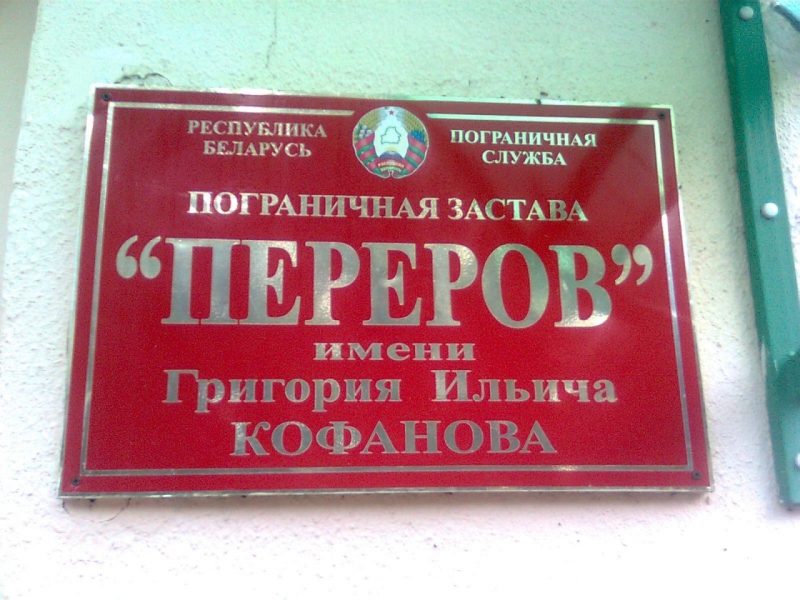 РЕСПУБЛИКА
БЕЛАРУСЬ
ПОГРАНИЧНАЯ
СЛУЖБА
ПОГРАНИЧНАЯ ЗАСТАВА
“ПЕРЕРОВ”
имени
Григория Ильича
КОФАНОВА